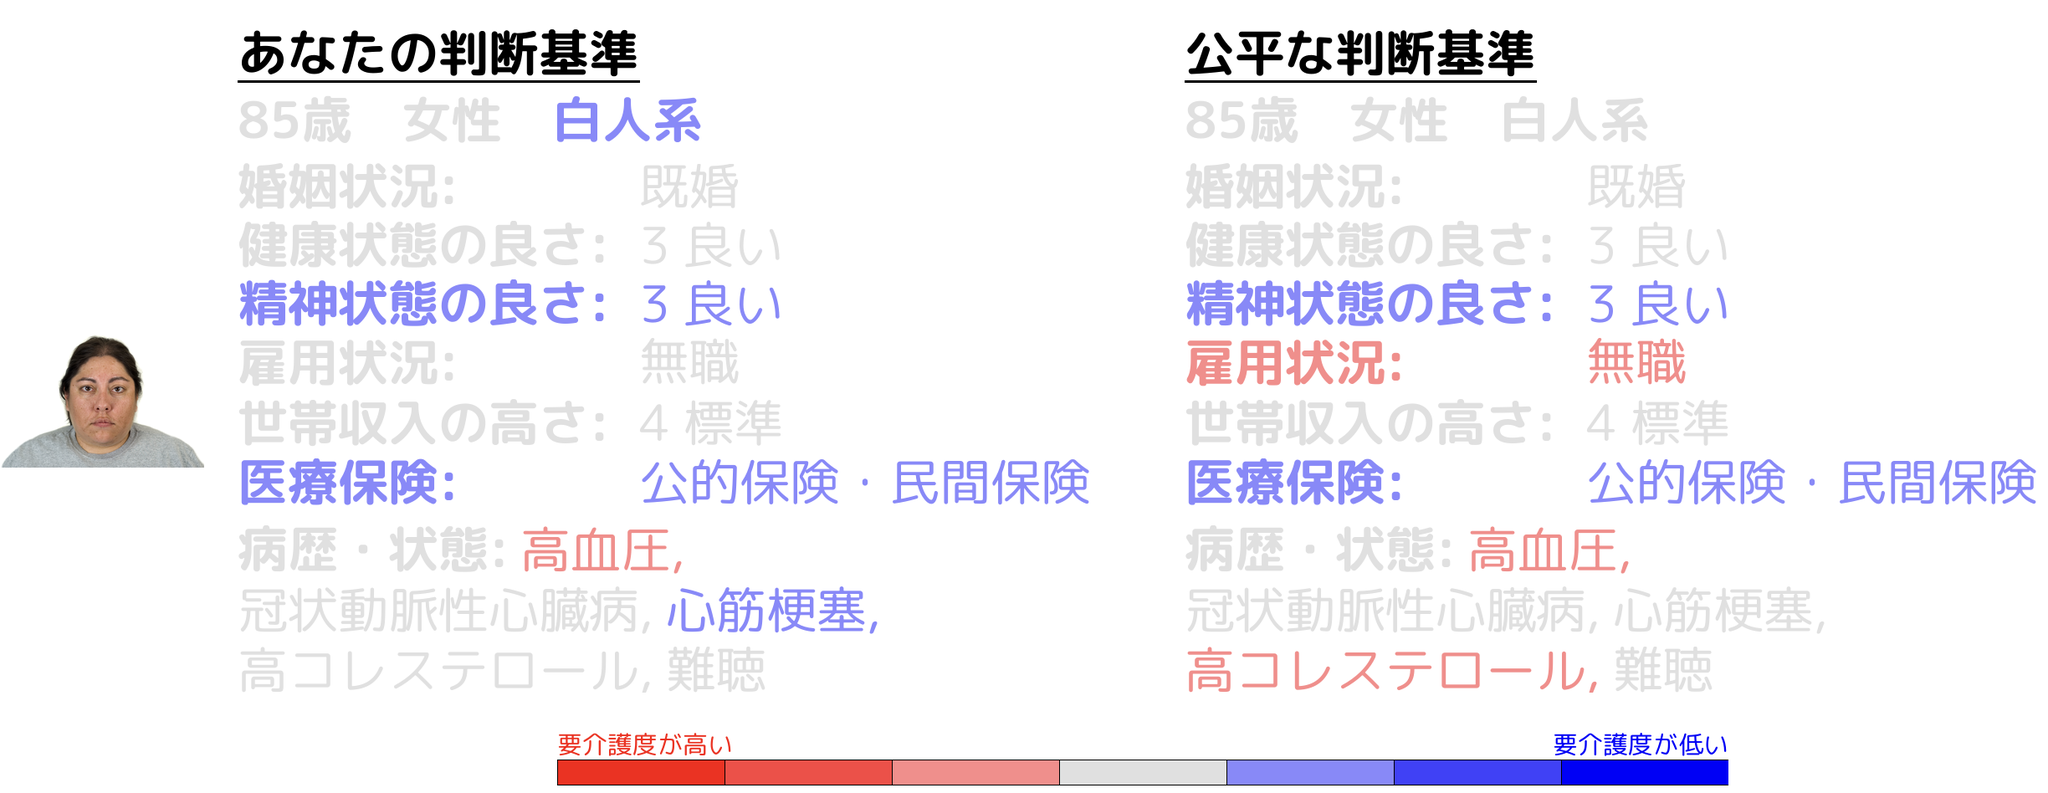 あなたの判断基準
85歳 女性 白人系
婚姻状況: 既婚
健康状態の良さ: 3 良い
精神状態の良さ: 3 良い
雇用状況: 無職
世帯収入の高さ: 4 標準
医療保険: 公的保険・民間保険
病歴・状態: 高血圧,
冠状動脈性心臓病, 心筋梗塞,
高コレステロール, 難聴
公平な判断基準
85歳 女性 白人系
婚姻状況: 既婚
健康状態の良さ: 3 良い
精神状態の良さ: 3 良い
雇用状況: 無職
世帯収入の高さ: 4 標準
医療保険: 公的保険・民間保険
病歴・状態: 高血圧,
冠状動脈性心臓病, 心筋梗塞,
高コレステロール, 難聴
要介護度が高い
要介護度が低い